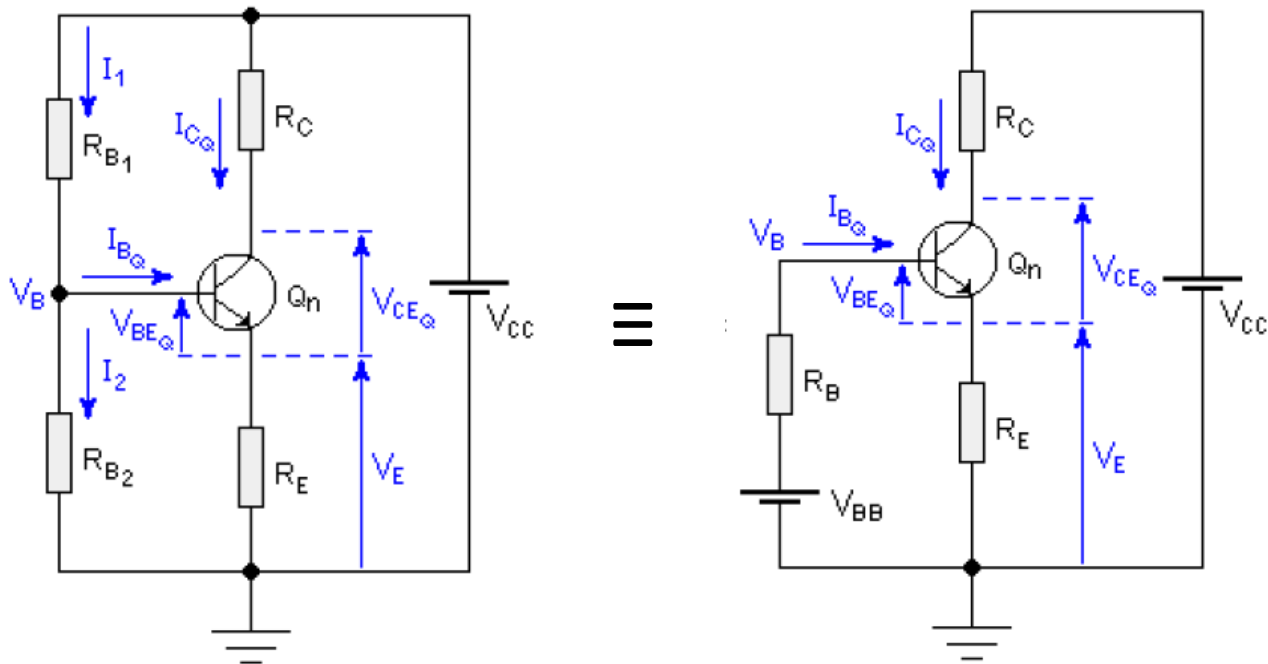 I1
RC
ICQ
RB1
IBQ
VB
Qn
VCEQ
VBEQ
VCC
I2
RB2
RE
VE
≡
:
RC
ICQ
IBQ
VB
Qn
VCEQ
VBEQ
VCC
RB
RE
VE
VBB